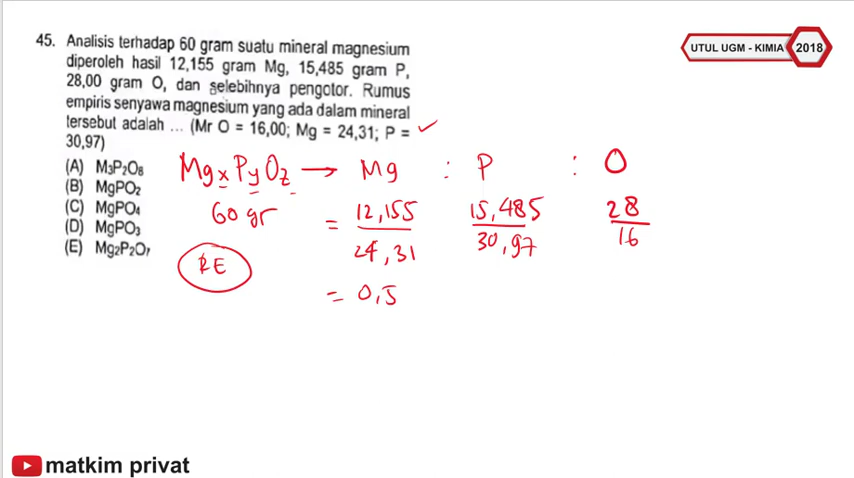 45. Analisis terhadap 60 gram suatu mineral magnesium
diperoleh hasil 12,155 gram Mg, 15,485 gram P,
28,00 gram O, dan selebihnya pengotor. Rumus
empiris senyawa magnesium yang ada dalam mineral
tersebut adalah ... (Mr O = 16,00; Mg = 24,31; P =
30,97)
(A) M3P2O8
(B) MgPO2
(C) MgPO4
(D) MgPO3
(E) Mg2P2O7
UTUL UGM - KIMIA 2018
MgxPyOz → Mg : P : O
60 gr
= 12,155/24,31 15,485/30,97 28/16
RE
= 0,5
matkim privat